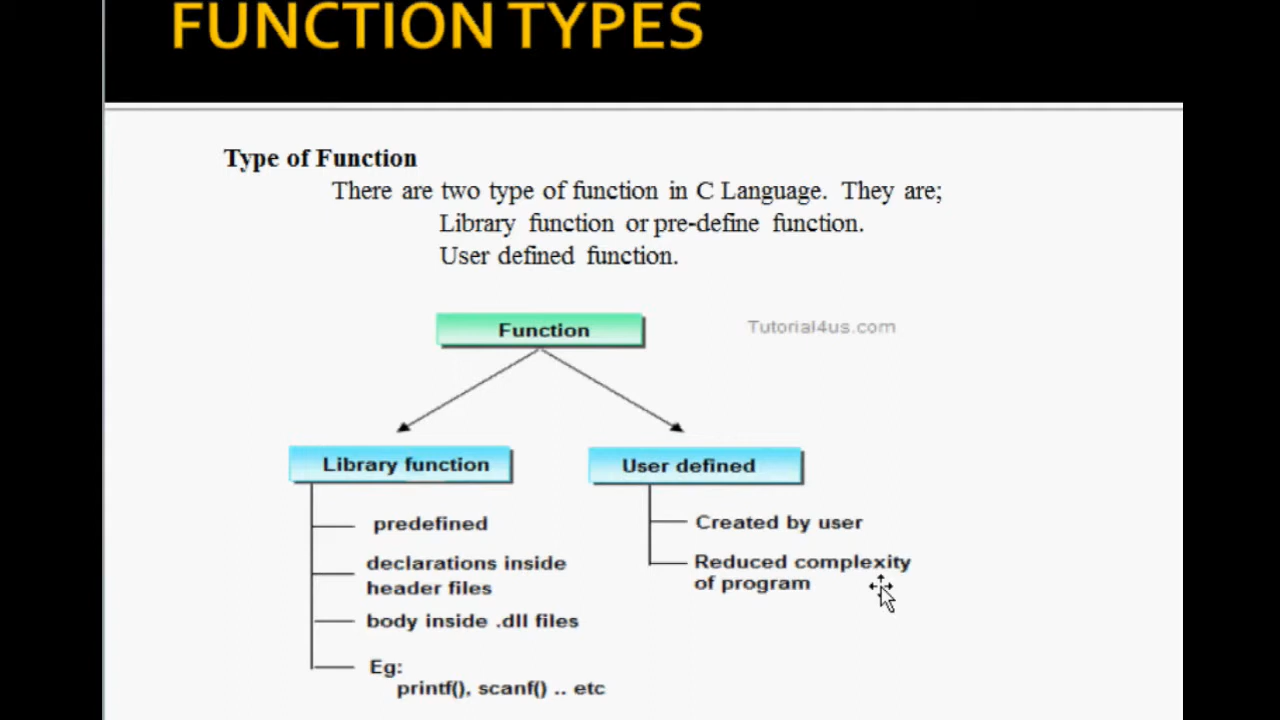 FUNCTION TYPES
Type of Function
There are two type of function in C Language. They are;
Library function or pre-define function.
User defined function.
Function
Tutorial4us.com
Library function
User defined
predefined
declarations inside
header files
body inside .dll files
Eg:
printf(), scanf() .. etc
Created by user
Reduced complexity
of program